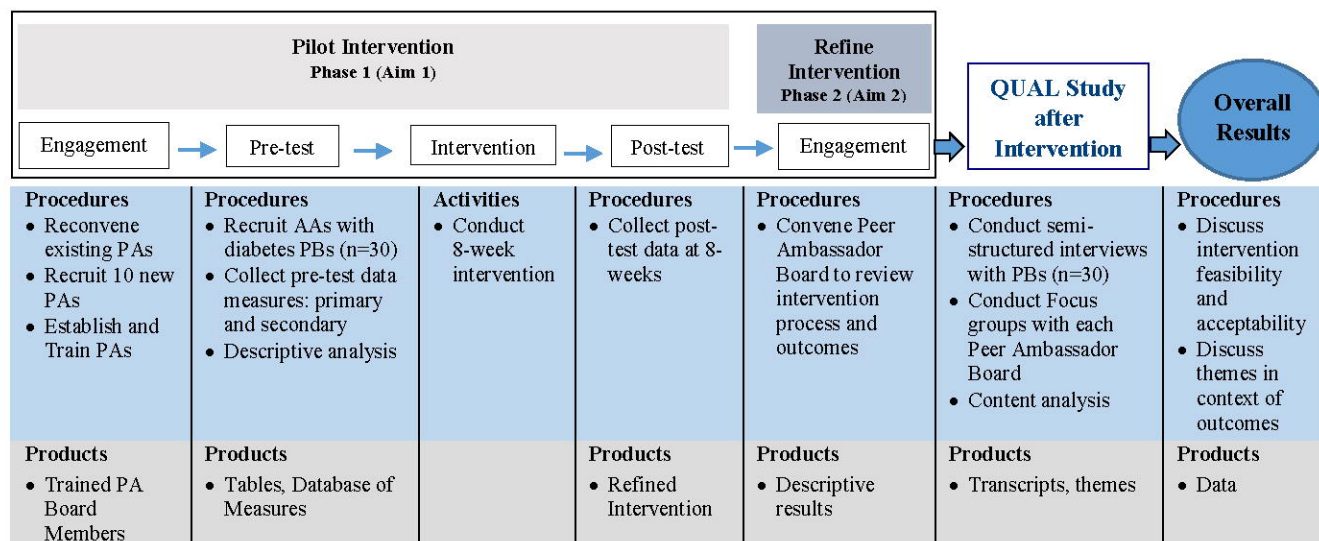 Pilot Intervention
Phase 1 (Aim 1)
Refine
Intervention
Phase 2 (Aim 2)
Engagement
Pre-test
Intervention
Post-test
Engagement
QUAL Study
after
Intervention
Overall
Results
Procedures
• Reconvene
existing PAs
• Recruit 10 new
PAs
• Establish and
Train PAs
Procedures
• Recruit AAs with
diabetes PBs (n=30)
• Collect pre-test data
measures: primary
and secondary
• Descriptive analysis
Activities
• Conduct
8-week
intervention
Procedures
• Collect post-
test data at 8-
weeks
Procedures
• Convene Peer
Ambassador
Board to review
intervention
process and
outcomes
Procedures
• Conduct semi-
structured interviews
with PBs (n=30)
• Conduct Focus
groups with each
Peer Ambassador
Board
• Content analysis
Procedures
• Discuss
intervention
feasibility
and
acceptability
• Discuss
themes in
context of
outcomes
Products
• Trained PA
Board
Members
Products
• Tables, Database of
Measures
Products
• Refined
Intervention
Products
• Descriptive
results
Products
• Transcripts, themes
Products
• Data